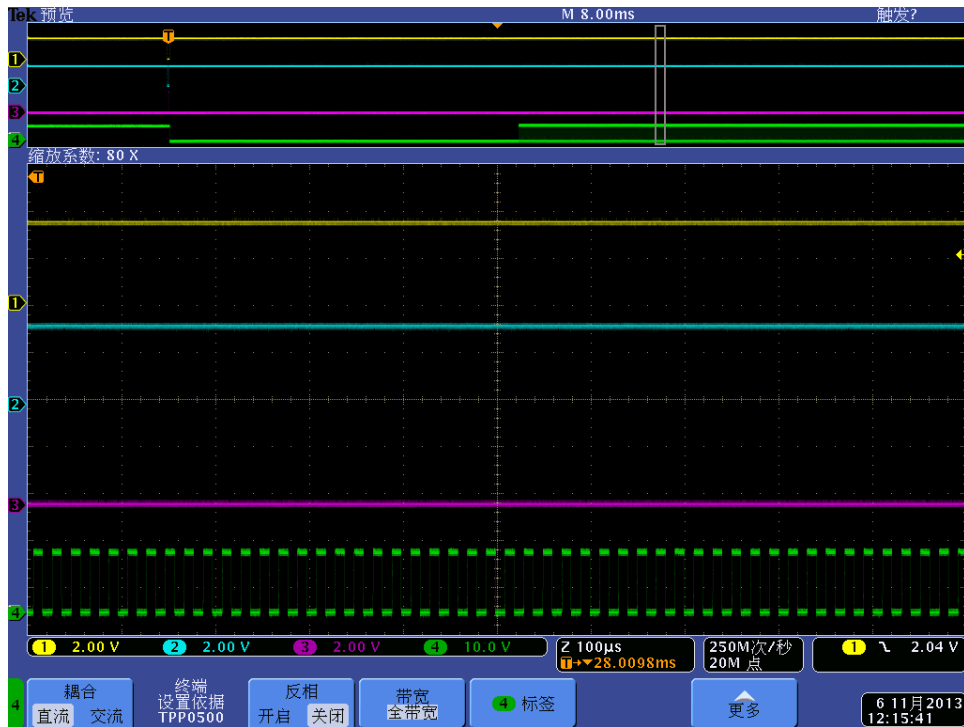 Tek 预览 M 8.00ms 触发?
T
1
2
3
4
缩放系数: 80 X
T
1
2
3
4
1 2.00 V 2 2.00 V 3 2.00 V 4 10.0 V Z 100µs 250M次/秒 1 2.04 V
T→▼28.0098ms 20M 点
4 耦合 直流 交流
终端 设置依据 TPP0500
反相 开启 关闭
带宽 全带宽
4 标签
更多
6 11月 2013
12:15:41